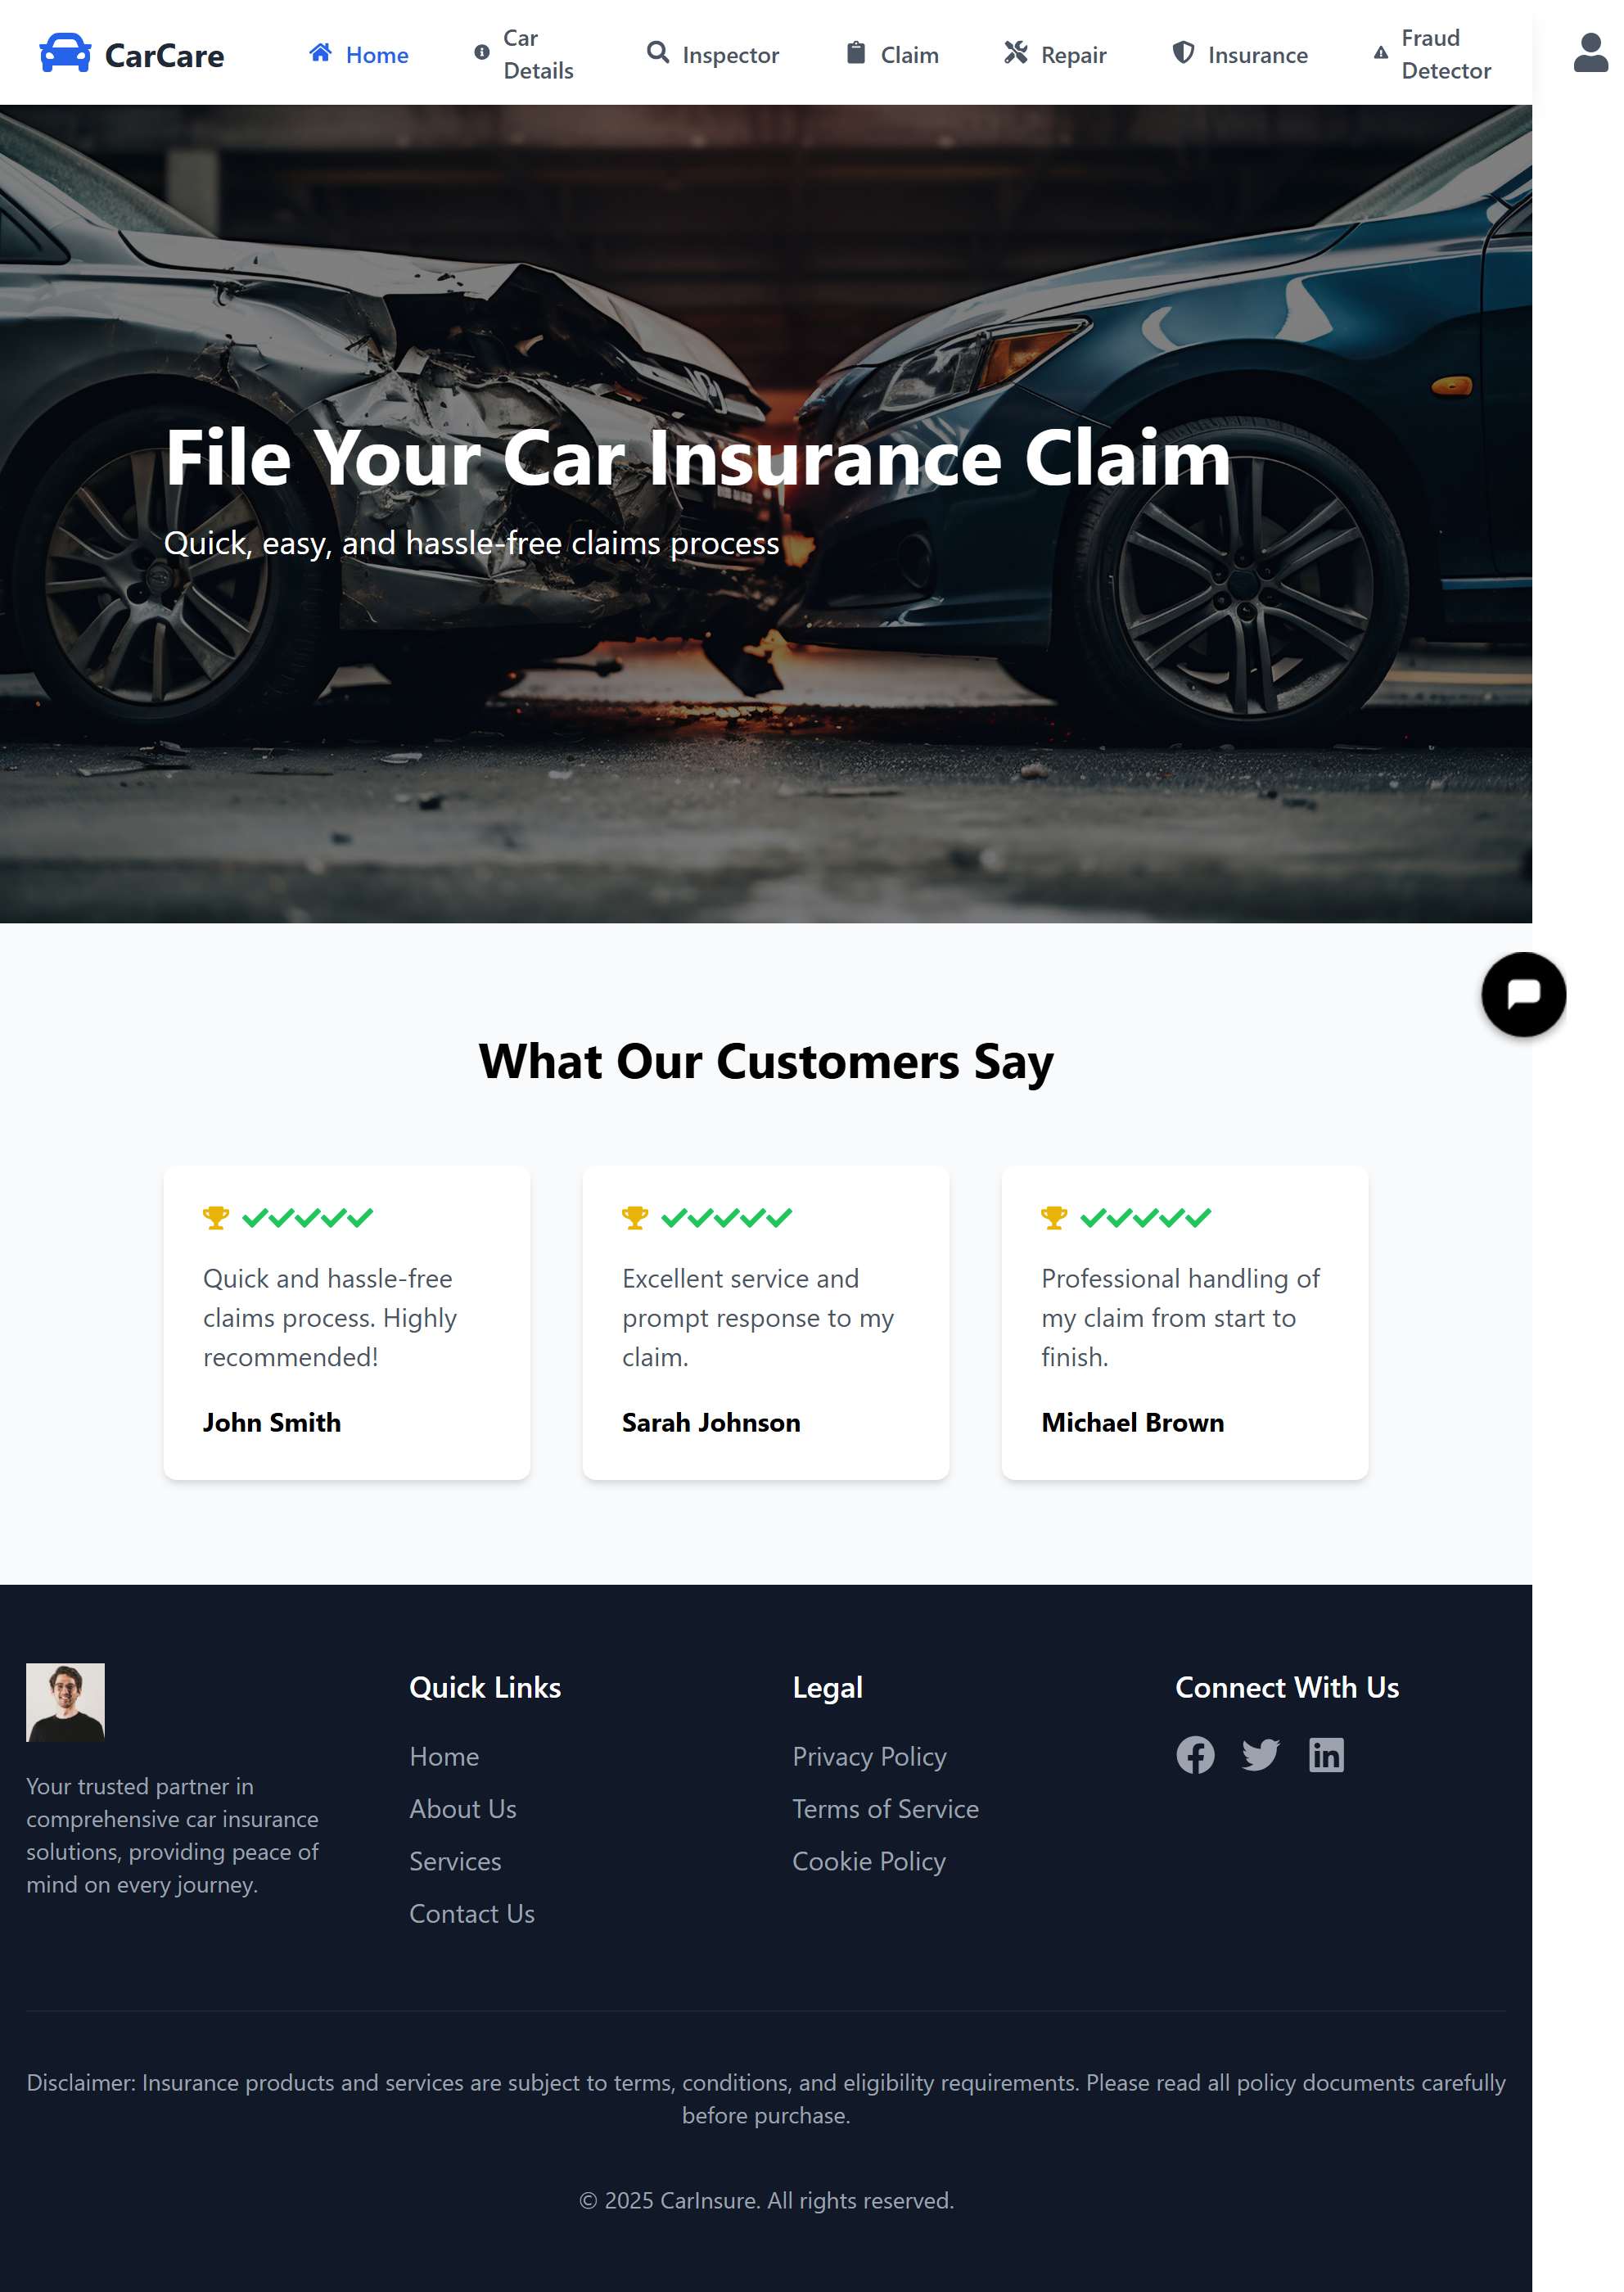 CarCare
Home
Car
Details
Inspector
Claim
Repair
Insurance
Fraud
Detector
File Your Car Insurance Claim
Quick, easy, and hassle-free claims process
What Our Customers Say
Quick and hassle-free
claims process. Highly
recommended!
John Smith
Excellent service and
prompt response to my
claim.
Sarah Johnson
Professional handling of
my claim from start to
finish.
Michael Brown
Your trusted partner in
comprehensive car insurance
solutions, providing peace of
mind on every journey.
Quick Links
Home
About Us
Services
Contact Us
Legal
Privacy Policy
Terms of Service
Cookie Policy
Connect With Us
Disclaimer: Insurance products and services are subject to terms, conditions, and eligibility requirements. Please read all policy documents carefully
before purchase.
© 2025 CarInsure. All rights reserved.